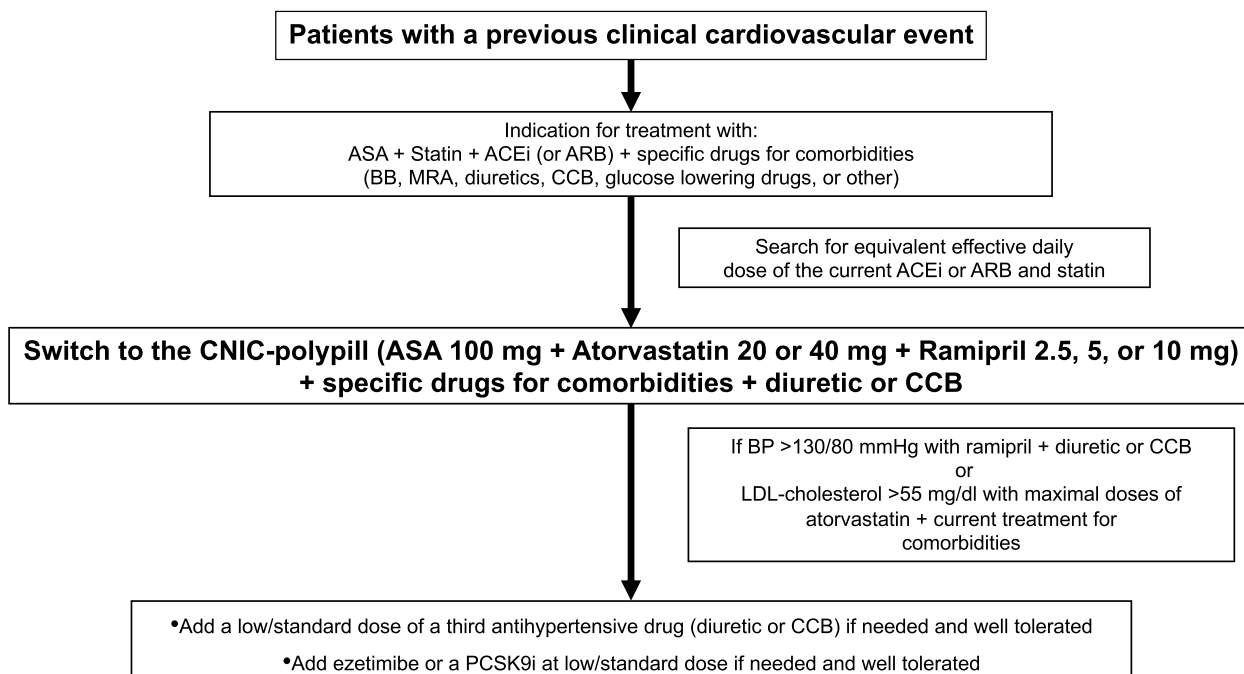 Patients with a previous clinical cardiovascular event
Indication for treatment with:
ASA + Statin + ACEi (or ARB) + specific drugs for comorbidities
(BB, MRA, diuretics, CCB, glucose lowering drugs, or other)
Search for equivalent effective daily
dose of the current ACEi or ARB and statin
Switch to the CNIC-polypill (ASA 100 mg + Atorvastatin 20 or 40 mg + Ramipril 2.5, 5, or 10 mg)
+ specific drugs for comorbidities + diuretic or CCB
If BP >130/80 mmHg with ramipril + diuretic or CCB
or
LDL-cholesterol >55 mg/dl with maximal doses of
atorvastatin + current treatment for
comorbidities
•Add a low/standard dose of a third antihypertensive drug (diuretic or CCB) if needed and well tolerated
•Add ezetimibe or a PCSK9i at low/standard dose if needed and well tolerated